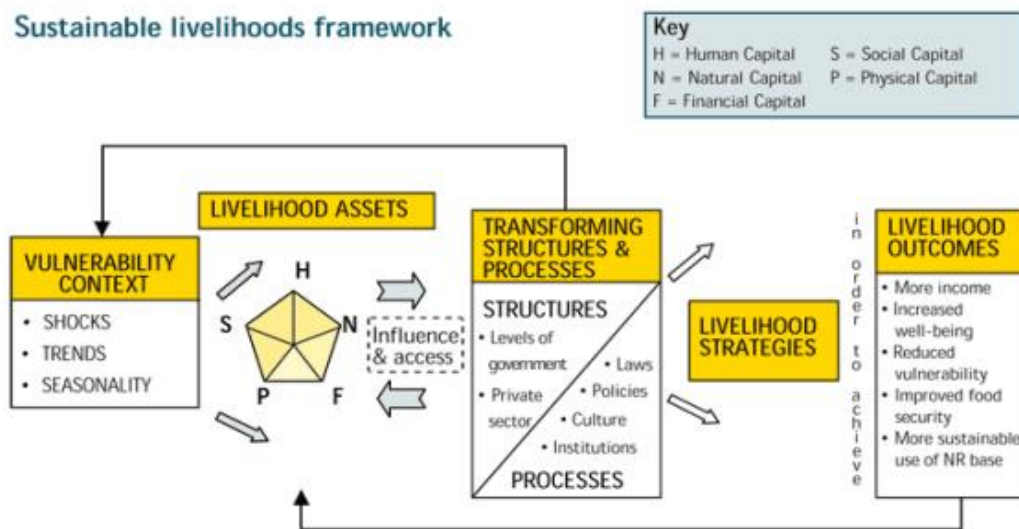 Sustainable livelihoods framework
Key
H = Human Capital S = Social Capital
N = Natural Capital P = Physical Capital
F = Financial Capital
VULNERABILITY
CONTEXT
• SHOCKS
• TRENDS
• SEASONALITY
LIVELIHOOD ASSETS
H
S
N
P
F
Influence
& access
TRANSFORMING
STRUCTURES &
PROCESSES
STRUCTURES
• Levels of
government
• Private
sector
• Laws
• Policies
• Culture
• Institutions
PROCESSES
LIVELIHOOD
STRATEGIES
in order to achieve
LIVELIHOOD
OUTCOMES
• More income
• Increased
well-being
• Reduced
vulnerability
• Improved food
security
• More sustainable
use of NR base